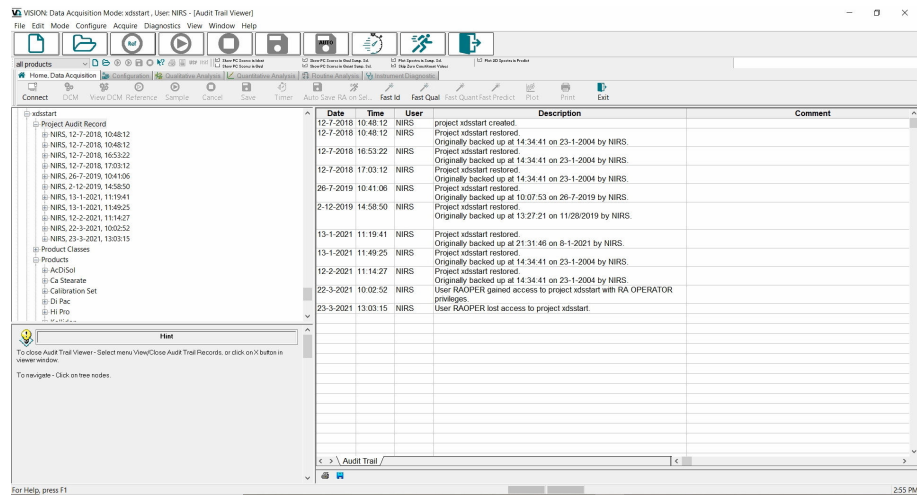 VISION: Data Acquisition Mode: xdsstart , User: NIRS - [Audit Trail Viewer]
File Edit Mode Configure Acquire Diagnostics View Window Help
Ref
AUTO
all products
Home, Data Acquisition Configuration Qualitative Analysis Quantitative Analysis Routine Analysis Instrument Diagnostic
Connect DCM View DCM Reference Sample Cancel Save Timer Auto Save RA on Sel... Fast Id Fast Qual Fast Quant Fast Predict Plot Print Exit
xdsstart
Project Audit Record
NIRS, 12-7-2018, 10:48:12
NIRS, 12-7-2018, 10:48:12
NIRS, 12-7-2018, 16:53:22
NIRS, 12-7-2018, 17:03:12
NIRS, 26-7-2019, 10:41:06
NIRS, 2-12-2019, 14:58:50
NIRS, 13-1-2021, 11:19:41
NIRS, 13-1-2021, 11:49:25
NIRS, 12-2-2021, 11:14:27
NIRS, 22-3-2021, 10:02:52
NIRS, 23-3-2021, 13:03:15
Product Classes
Products
AcDiSol
Ca Stearate
Calibration Set
Di Pac
Hi Pro
Hint
To close Audit Trail Viewer - Select menu View/Close Audit Trail Records, or click on X button in
viewer window.
To navigate - Click on tree nodes.
Date Time User Description Comment
12-7-2018 10:48:12 NIRS project xdsstart created.
12-7-2018 10:48:12 NIRS Project xdsstart restored.
Originally backed up at 14:34:41 on 23-1-2004 by NIRS.
12-7-2018 16:53:22 NIRS Project xdsstart restored.
Originally backed up at 14:34:41 on 23-1-2004 by NIRS.
12-7-2018 17:03:12 NIRS Project xdsstart restored.
Originally backed up at 14:34:41 on 23-1-2004 by NIRS.
26-7-2019 10:41:06 NIRS Project xdsstart restored.
Originally backed up at 10:07:53 on 26-7-2019 by NIRS.
2-12-2019 14:58:50 NIRS Project xdsstart restored.
Originally backed up at 13:27:21 on 11/28/2019 by NIRS.
13-1-2021 11:19:41 NIRS Project xdsstart restored.
Originally backed up at 21:31:46 on 8-1-2021 by NIRS.
13-1-2021 11:49:25 NIRS Project xdsstart restored.
Originally backed up at 14:34:41 on 23-1-2004 by NIRS.
12-2-2021 11:14:27 NIRS Project xdsstart restored.
Originally backed up at 14:34:41 on 23-1-2004 by NIRS.
22-3-2021 10:02:52 NIRS User RAOPER gained access to project xdsstart with RA OPERATOR
privileges.
23-3-2021 13:03:15 NIRS User RAOPER lost access to project xdsstart.
Audit Trail
For Help, press F1
2:55 PM